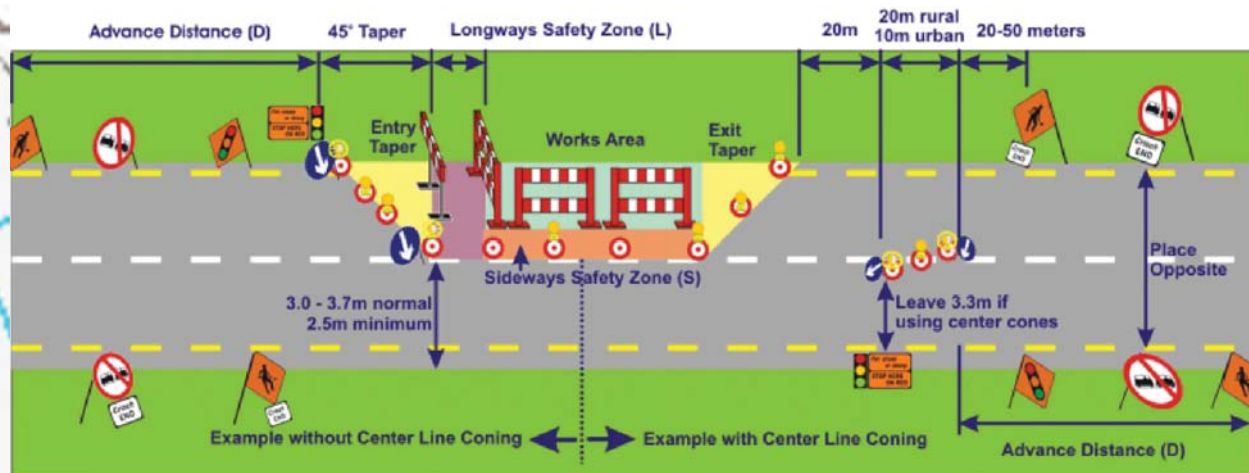 Advance Distance (D)
45° Taper
Longways Safety Zone (L)
20m
20m rural
10m urban
20-50 meters
STOP HERE
ON RED
Entry
Taper
Works Area
Exit
Taper
END
END
Sideways Safety Zone (S)
3.0 - 3.7m normal
2.5m minimum
Leave 3.3m if
using center cones
Place
Opposite
STOP HERE
ON RED
END
END
Example without Center Line Coning
Example with Center Line Coning
Advance Distance (D)